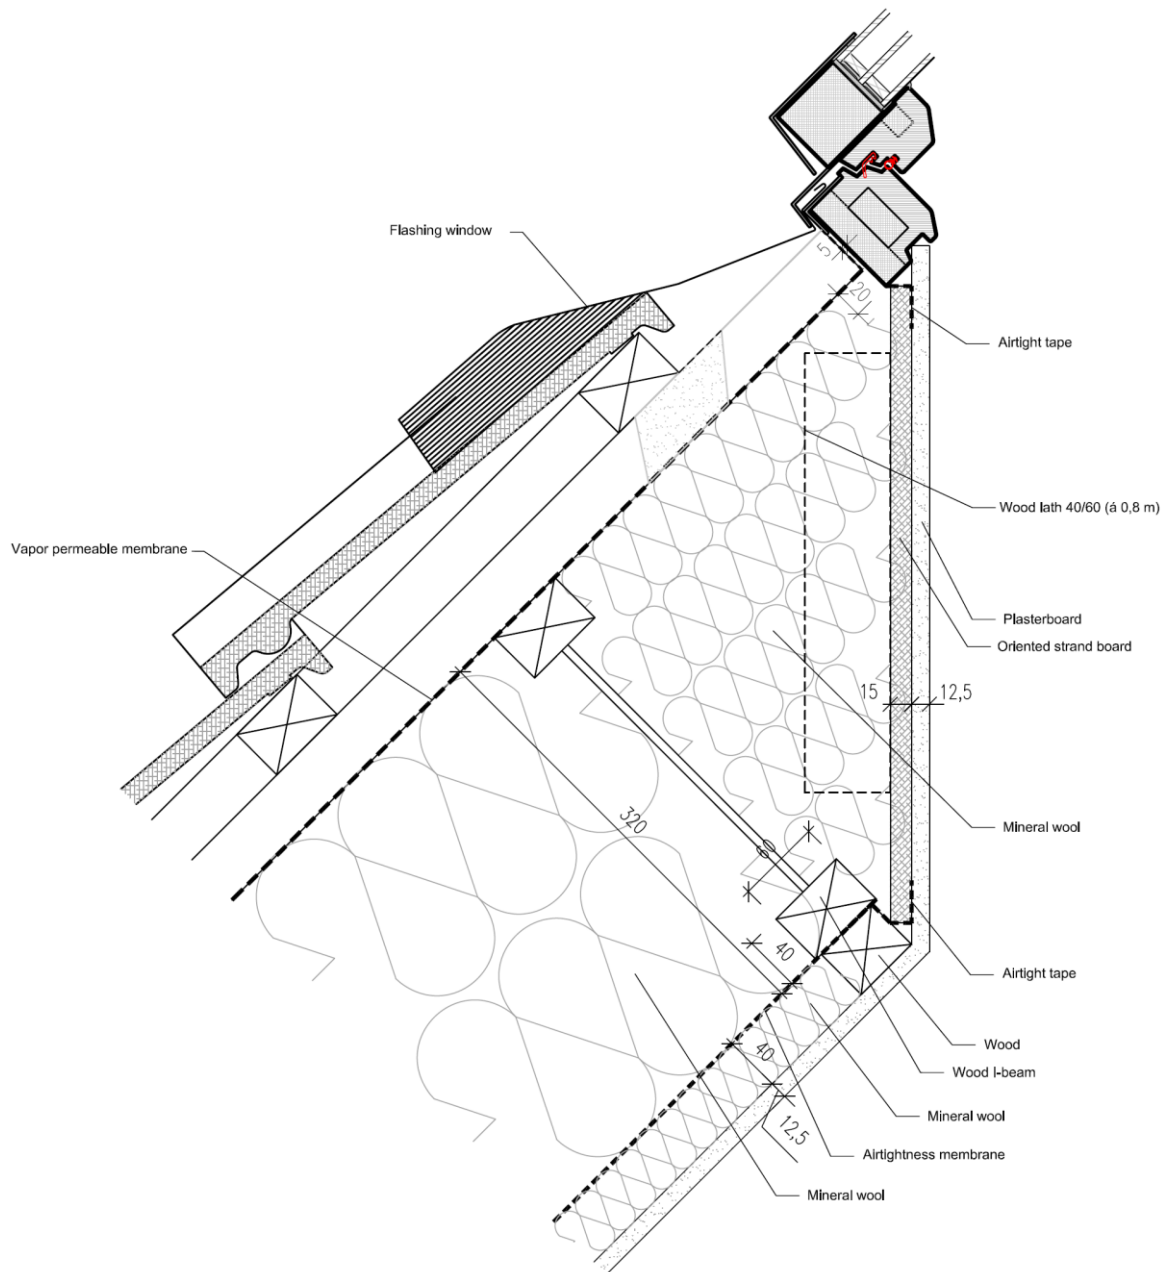 Flashing window
5
20
Airtight tape
Wood lath 40/60 (á 0,8 m)
Vapor permeable membrane
Plasterboard
Oriented strand board
15
12,5
320
Mineral wool
60
40
Airtight tape
Wood
40
Wood I-beam
Mineral wool
12,5
Airtightness membrane
Mineral wool